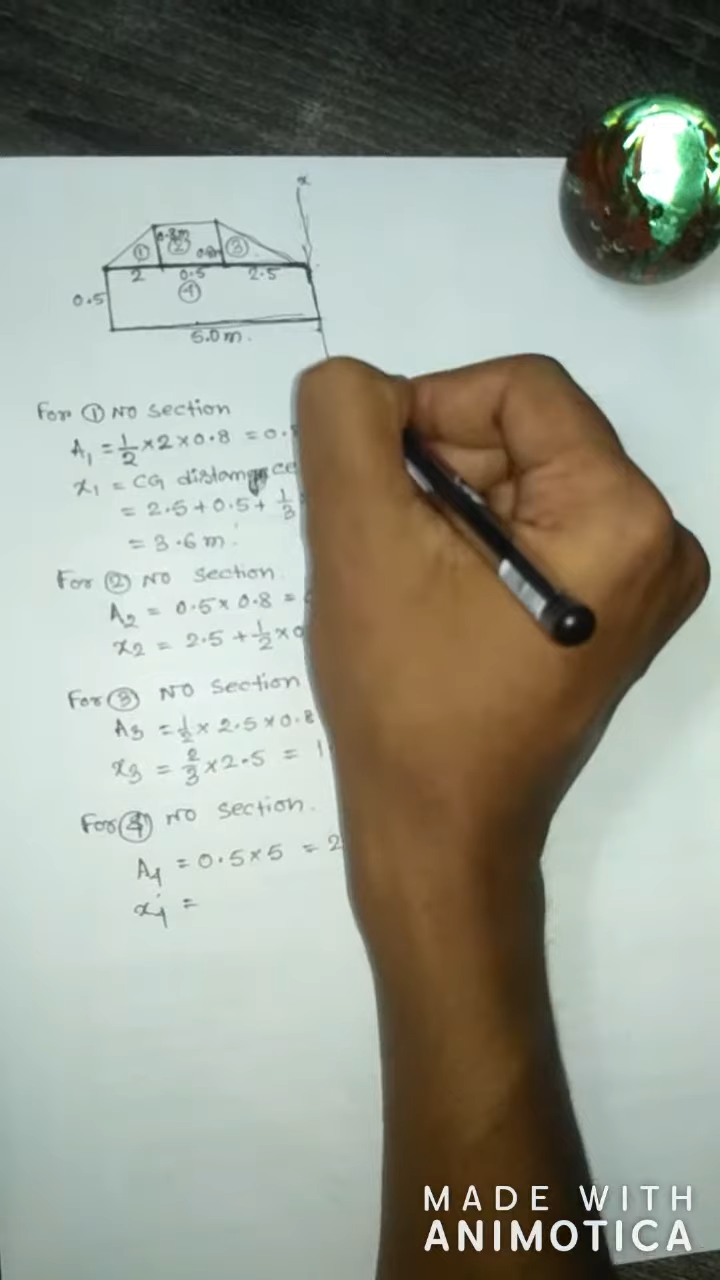 x
① 0.8m ② 0.8m ③
2 0.5 2.5
0.5 ④
5.0m.
For ① NO section
A₁ = 1/2 × 2 × 0.8 = 0.8
x₁ = CG distance
= 2.5 + 0.5 + 1/3
= 3.6 m.
For ② NO section.
A₂ = 0.5 × 0.8 =
x₂ = 2.5 + 1/2 × 0
For ③ NO section
A₃ = 1/2 × 2.5 × 0.8
x₃ = 2/3 × 2.5 = 1
For ④ NO section.
A₄ = 0.5 × 5 = 2
x₄ =
MADE WITH
ANIMOTICA